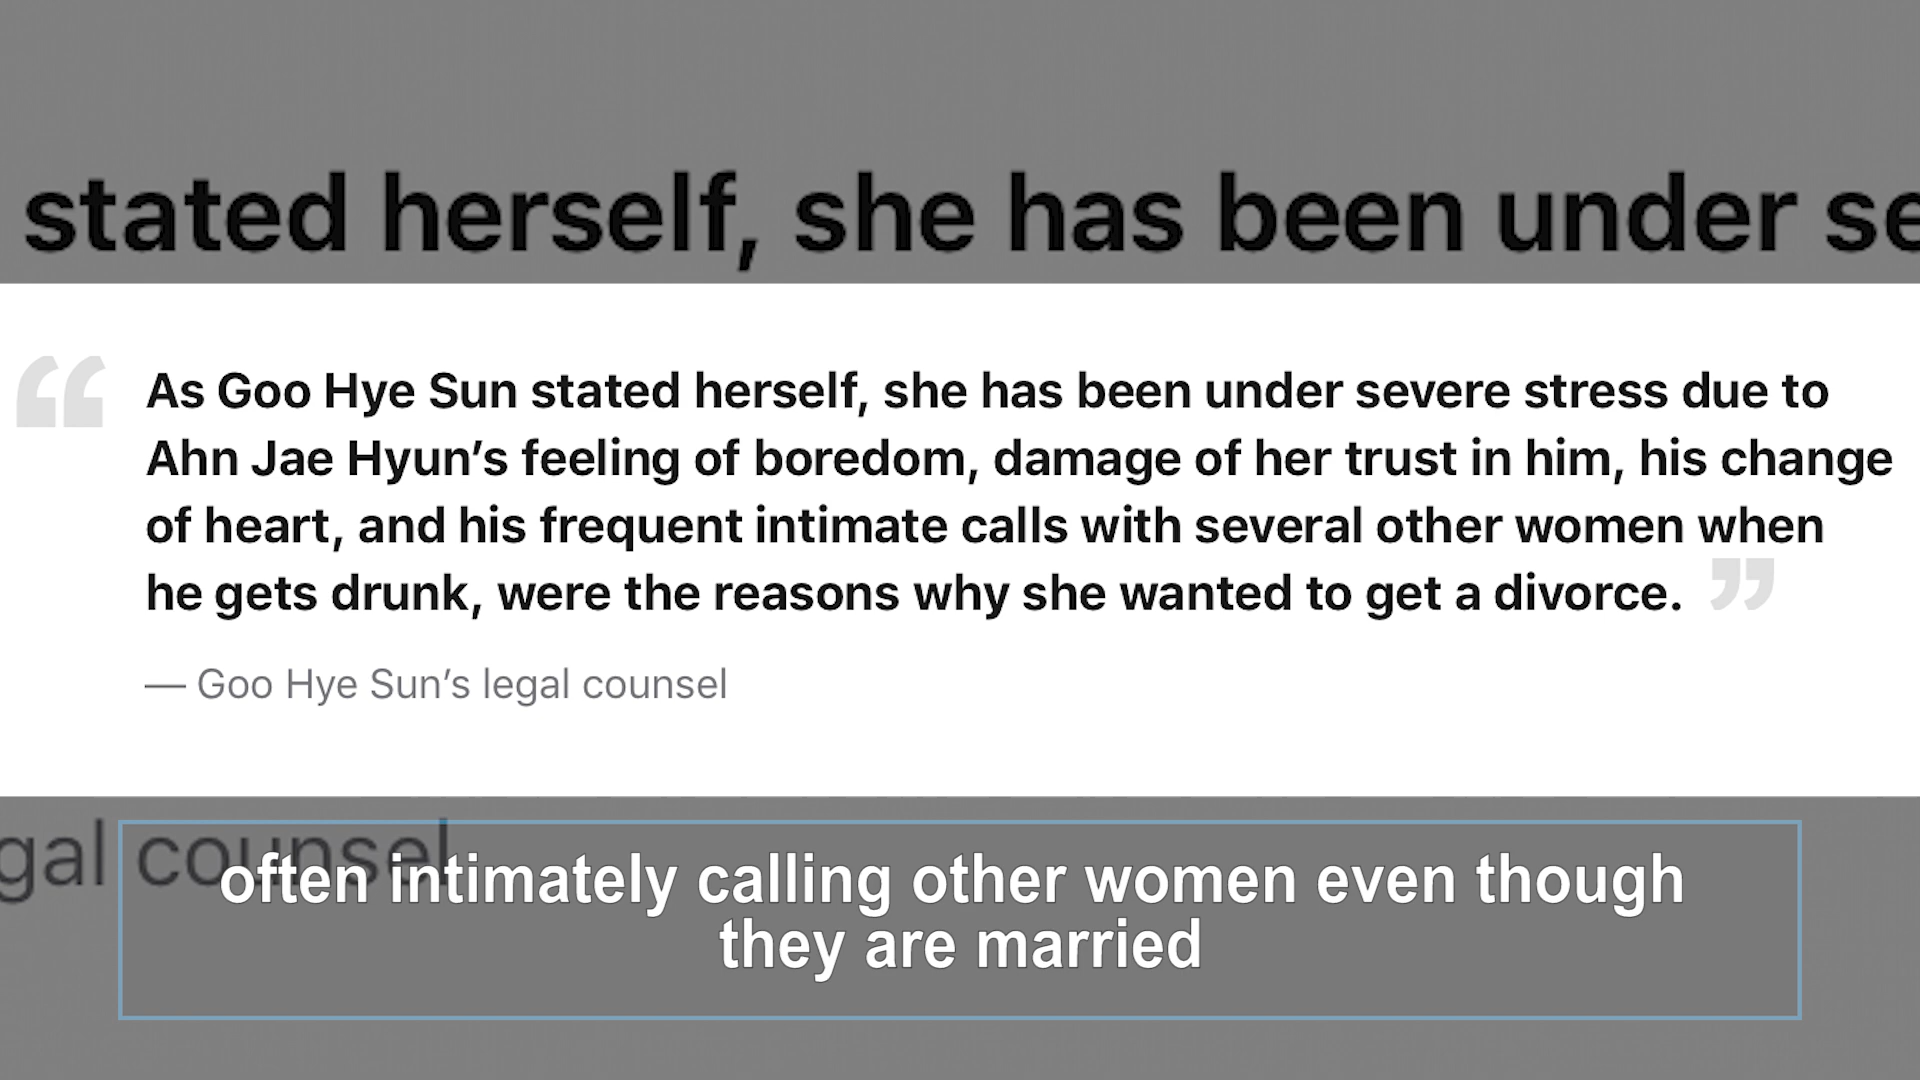 stated herself, she has been under se
“
As Goo Hye Sun stated herself, she has been under severe stress due to
Ahn Jae Hyun’s feeling of boredom, damage of her trust in him, his change
of heart, and his frequent intimate calls with several other women when
he gets drunk, were the reasons why she wanted to get a divorce. ”
— Goo Hye Sun’s legal counsel
gal counsel
often intimately calling other women even though
they are married